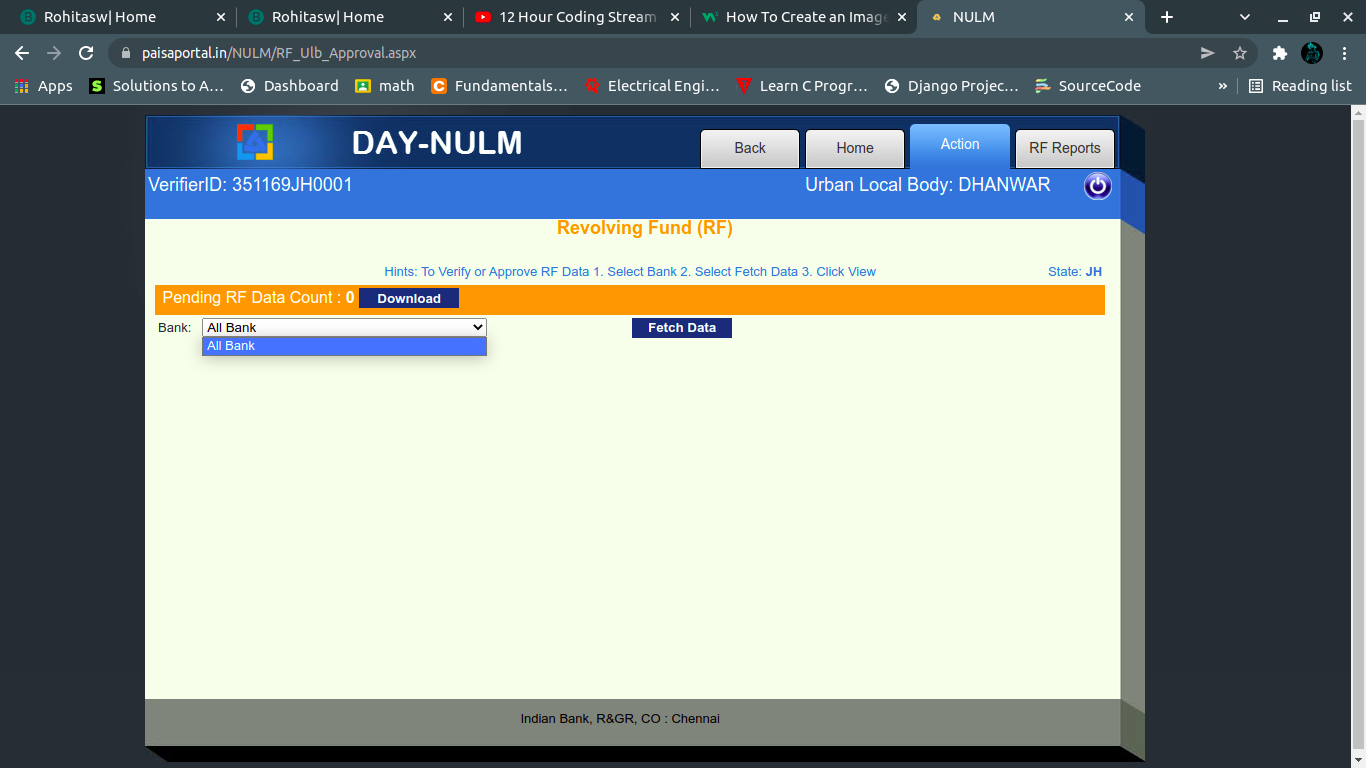 Rohitasw| Home
Rohitasw| Home
12 Hour Coding Stream
How To Create an Image
NULM
paisaportal.in/NULM/RF_Ulb_Approval.aspx
Apps
Solutions to A...
Dashboard
math
Fundamentals...
Electrical Engi...
Learn C Progr...
Django Projec...
SourceCode
»
Reading list
DAY-NULM
Back
Home
Action
RF Reports
VerifierID: 351169JH0001
Urban Local Body: DHANWAR
Revolving Fund (RF)
Hints: To Verify or Approve RF Data 1. Select Bank 2. Select Fetch Data 3. Click View
State: JH
Pending RF Data Count : 0 Download
Bank: All Bank
Fetch Data
All Bank
Indian Bank, R&GR, CO : Chennai